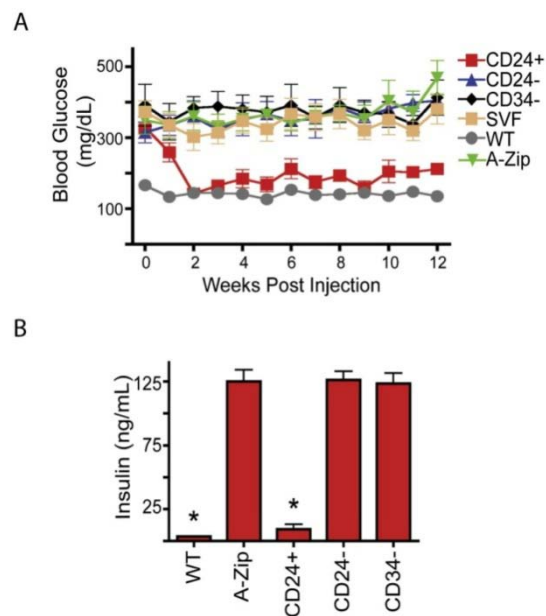 A
Blood Glucose
(mg/dL)
500
300
100
0 2 4 6 8 10 12
Weeks Post Injection
CD24+
CD24-
CD34-
SVF
WT
A-Zip
B
Insulin (ng/mL)
125
75
25
* *
WT A-Zip CD24+ CD24- CD34-